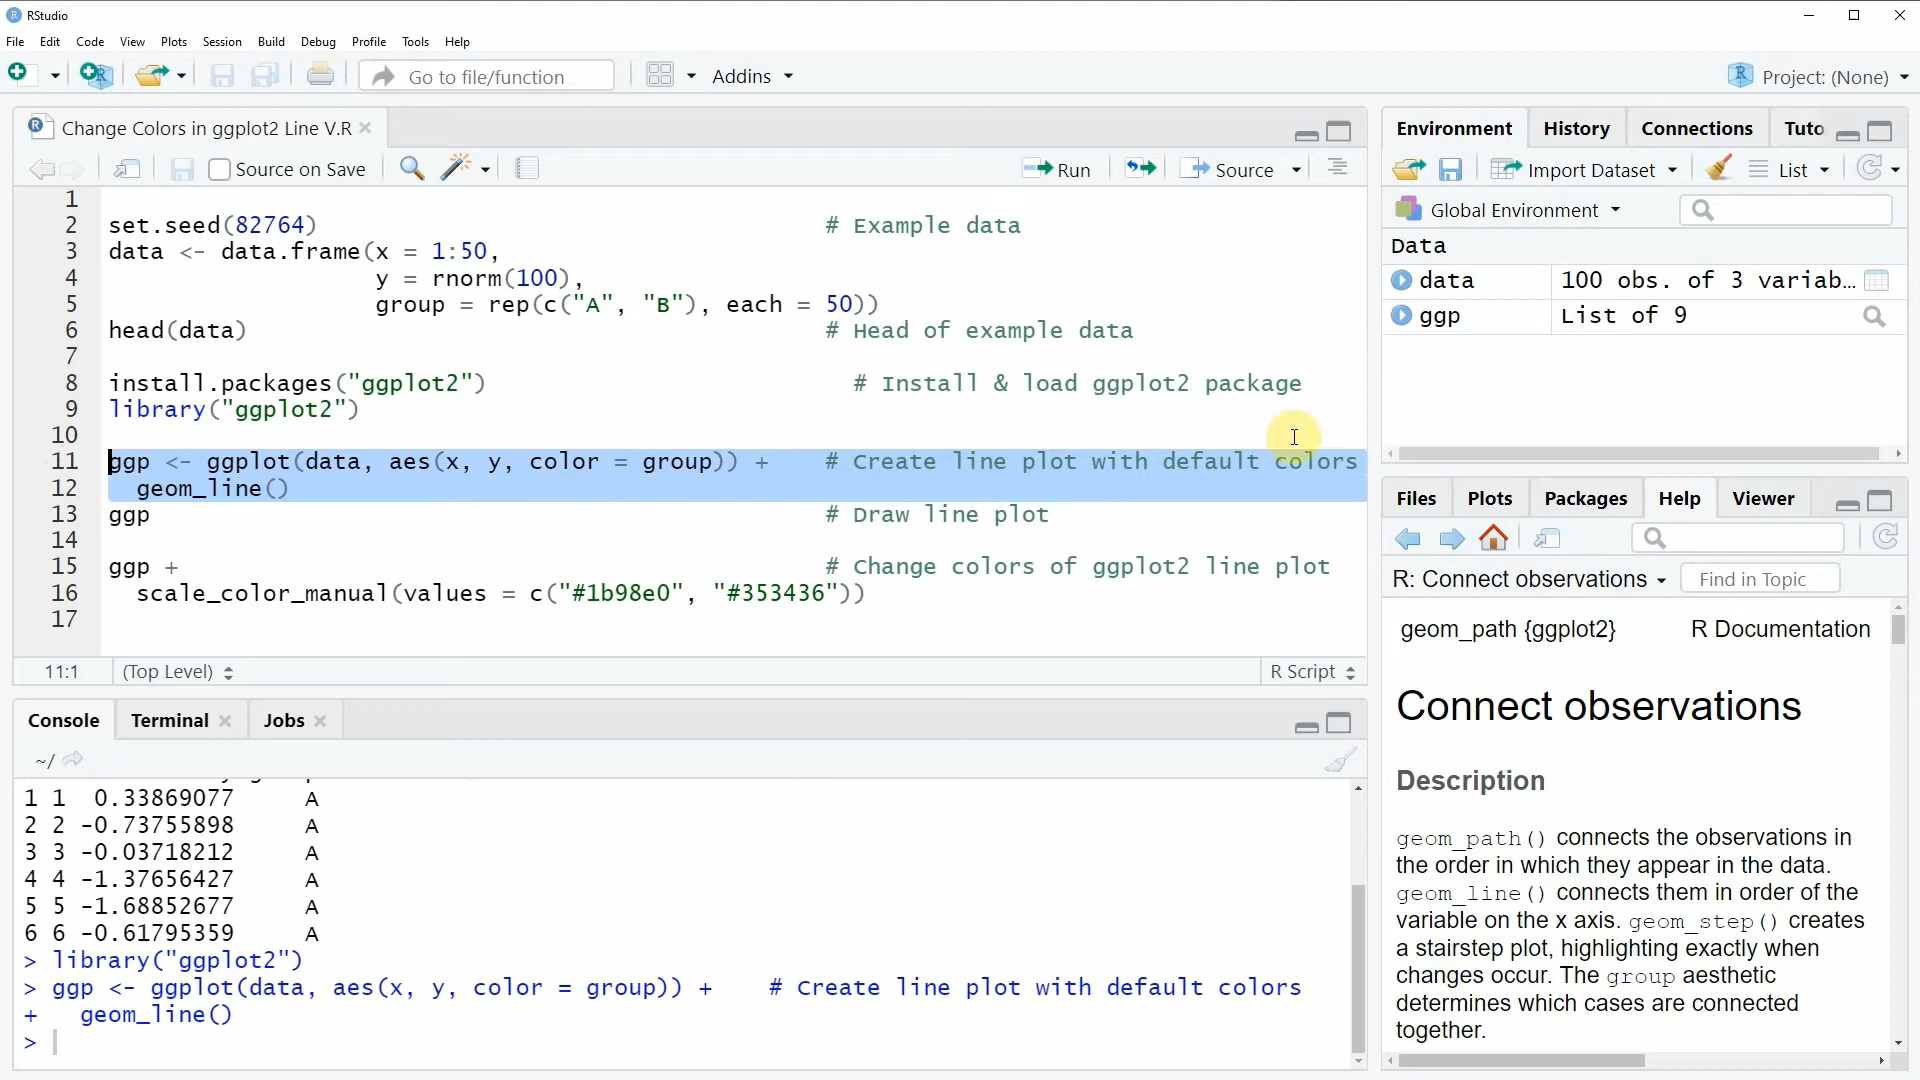 RStudio
File Edit Code View Plots Session Build Debug Profile Tools Help
Go to file/function Addins Project: (None)
Change Colors in ggplot2 Line V.R
Source on Save Run Source
1
2 set.seed(82764) # Example data
3 data <- data.frame(x = 1:50,
4 y = rnorm(100),
5 group = rep(c("A", "B"), each = 50))
6 head(data) # Head of example data
7
8 install.packages("ggplot2") # Install & load ggplot2 package
9 library("ggplot2")
10
11 ggp <- ggplot(data, aes(x, y, color = group)) + # Create line plot with default colors
12 geom_line()
13 ggp # Draw line plot
14
15 ggp + # Change colors of ggplot2 line plot
16 scale_color_manual(values = c("#1b98e0", "#353436"))
17
11:1 (Top Level) R Script
Console Terminal Jobs
~/
1 1 0.33869077 A
2 2 -0.73755898 A
3 3 -0.03718212 A
4 4 -1.37656427 A
5 5 -1.68852677 A
6 6 -0.61795359 A
> library("ggplot2")
> ggp <- ggplot(data, aes(x, y, color = group)) + # Create line plot with default colors
+ geom_line()
>
Environment History Connections Tuto
Import Dataset List
Global Environment
Data
data 100 obs. of 3 variab...
ggp List of 9
Files Plots Packages Help Viewer
R: Connect observations Find in Topic
geom_path {ggplot2} R Documentation
Connect observations
Description
geom_path() connects the observations in
the order in which they appear in the data.
geom_line() connects them in order of the
variable on the x axis. geom_step() creates
a stairstep plot, highlighting exactly when
changes occur. The group aesthetic
determines which cases are connected
together.